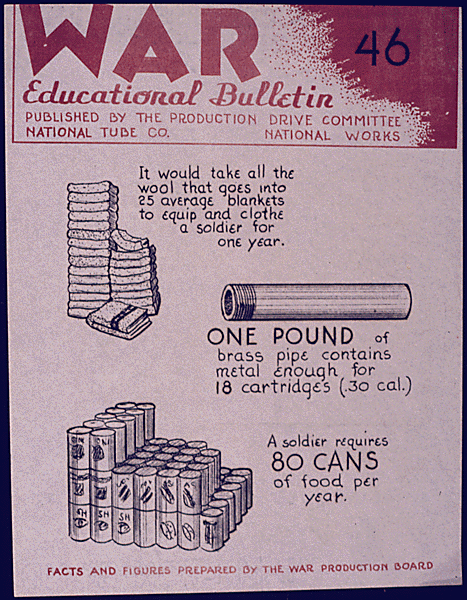 WAR
46
Educational Bulletin
PUBLISHED BY THE PRODUCTION DRIVE COMMITTEE
NATIONAL TUBE CO. NATIONAL WORKS
It would take all the
wool that goes into
25 average blankets
to equip and clothe
a soldier for
one year.
ONE POUND of
brass pipe contains
metal enough for
18 cartridges (.30 cal.)
A soldier requires
80 CANS
of food per
year.
FACTS AND FIGURES PREPARED BY THE WAR PRODUCTION BOARD